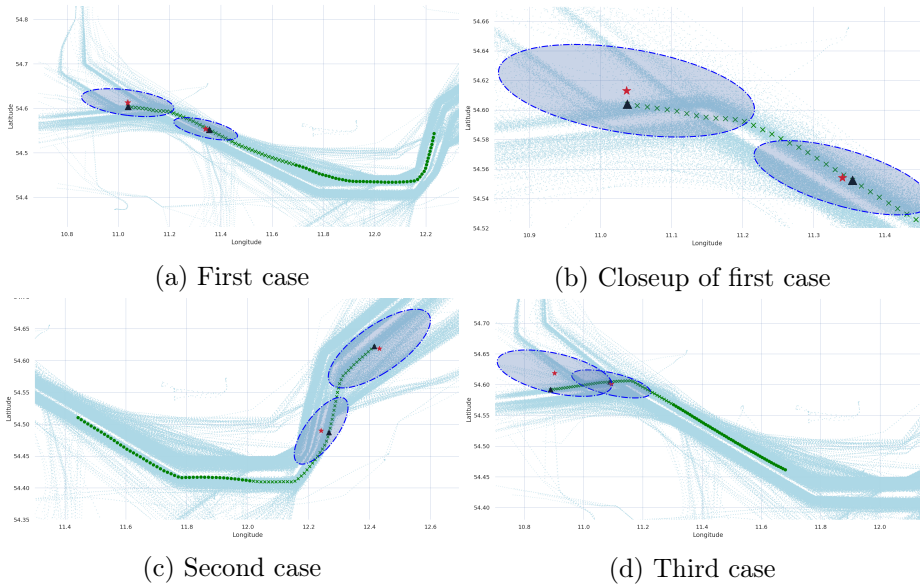 54.8
54.7
54.6
54.5
54.4
Latitude
10.8 11.0 11.2 11.4 11.6 11.8 12.0 12.2
Longitude
(a) First case
54.66
54.64
54.62
54.60
54.58
54.56
54.54
54.52
Latitude
10.9 11.0 11.1 11.2 11.3 11.4
Longitude
(b) Closeup of first case
54.65
54.60
54.55
54.50
54.45
54.40
54.35
Latitude
11.4 11.6 11.8 12.0 12.2 12.4 12.6
Longitude
(c) Second case
54.70
54.65
54.60
54.55
54.50
54.45
54.40
Latitude
10.8 11.0 11.2 11.4 11.6 11.8 12.0
Longitude
(d) Third case